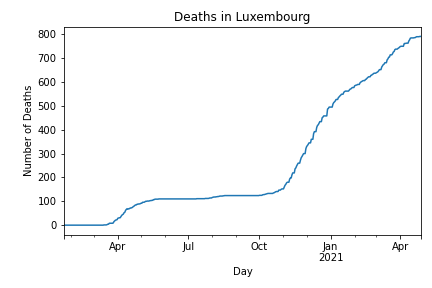 Deaths in Luxembourg
Number of Deaths
800
700
600
500
400
300
200
100
0
Apr
Jul
Oct
Jan
2021
Apr
Day